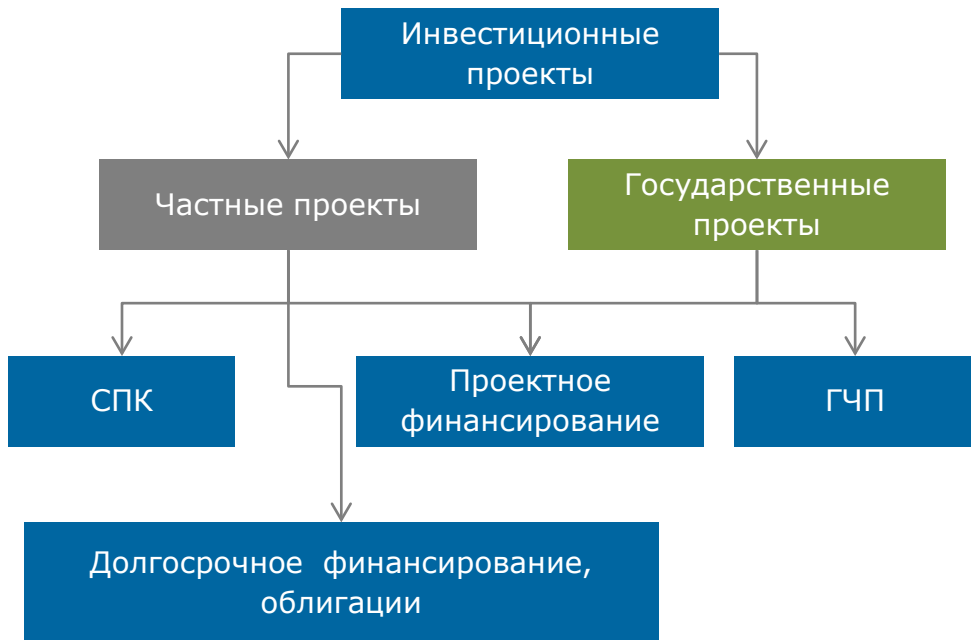 Инвестиционные
проекты
Частные проекты
Государственные
проекты
СПК
Проектное
финансирование
ГЧП
Долгосрочное финансирование,
облигации